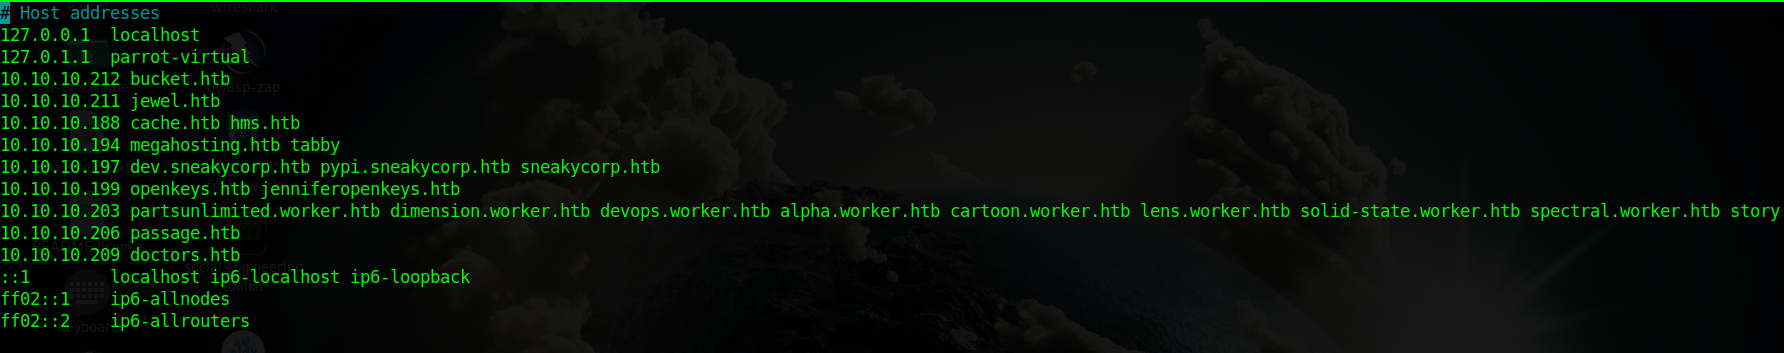 # Host addresses
127.0.0.1  localhost
127.0.1.1  parrot-virtual
10.10.10.212 bucket.htb
10.10.10.211 jewel.htb
10.10.10.188 cache.htb hms.htb
10.10.10.194 megahosting.htb tabby
10.10.10.197 dev.sneakycorp.htb pypi.sneakycorp.htb sneakycorp.htb
10.10.10.199 openkeys.htb jenniferopenkeys.htb
10.10.10.203 partsunlimited.worker.htb dimension.worker.htb devops.worker.htb alpha.worker.htb cartoon.worker.htb lens.worker.htb solid-state.worker.htb spectral.worker.htb story
10.10.10.206 passage.htb
10.10.10.209 doctors.htb
::1        localhost ip6-localhost ip6-loopback
ff02::1    ip6-allnodes
ff02::2    ip6-allrouters